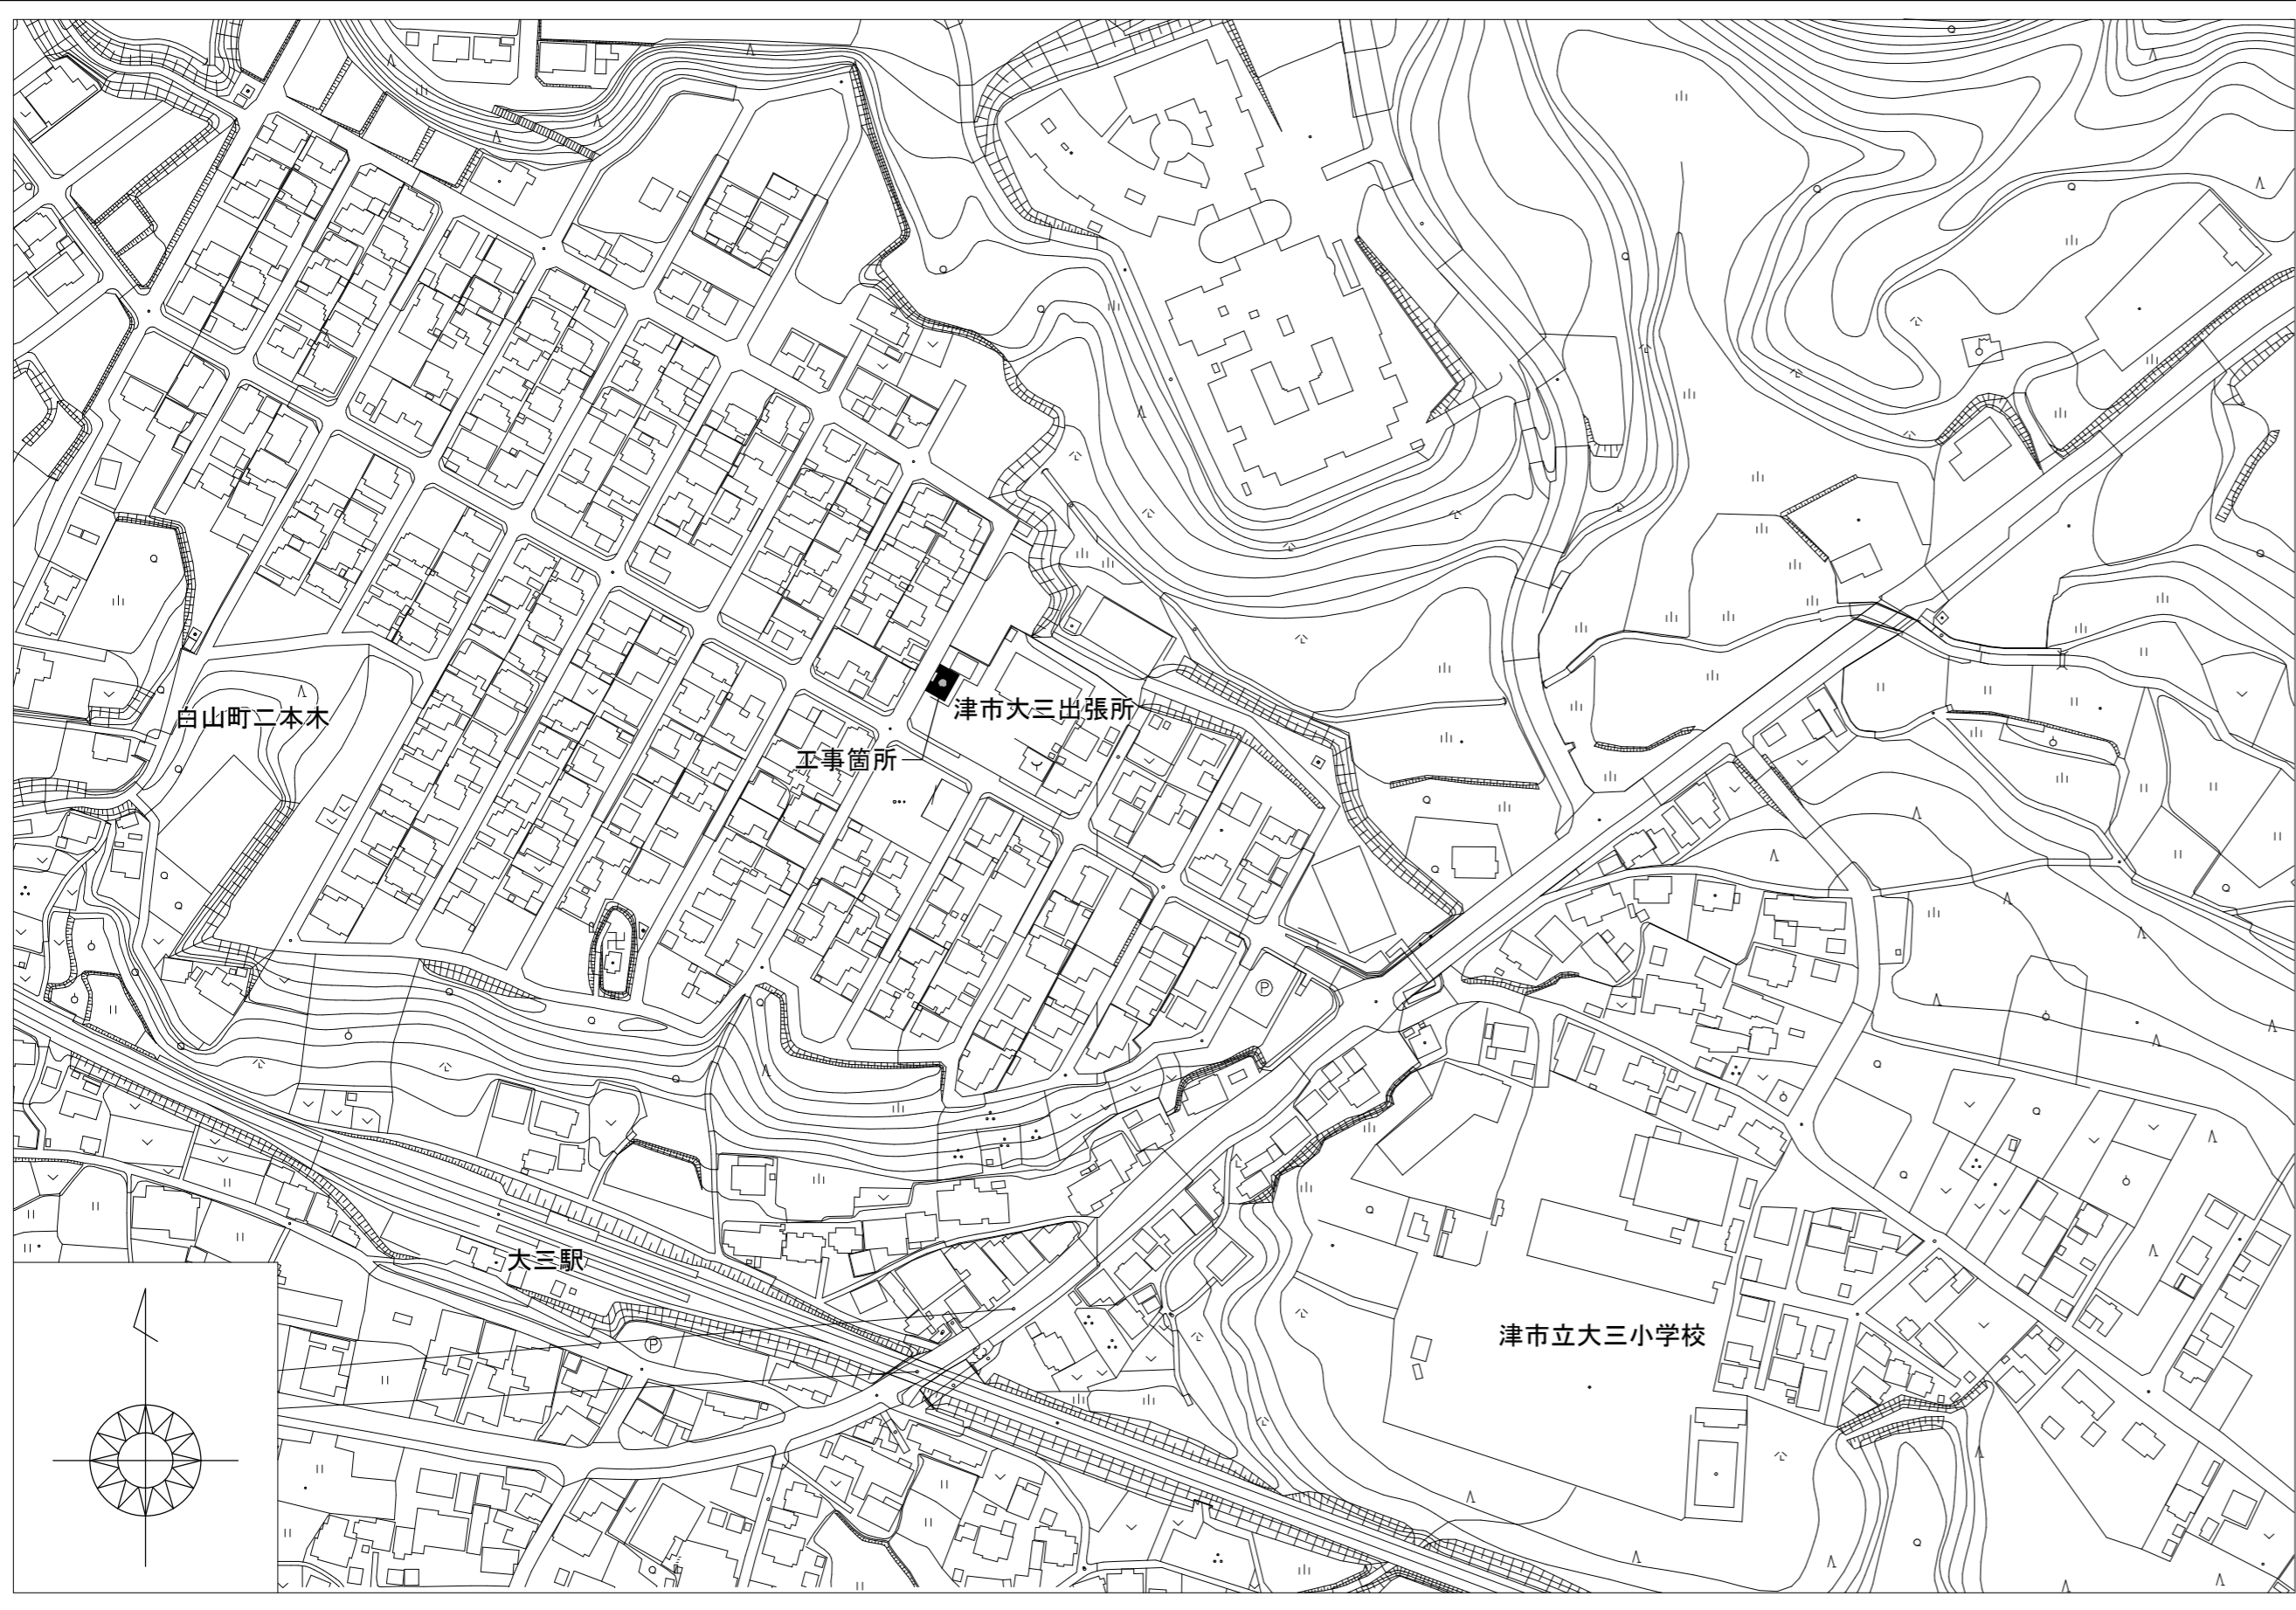 白山町二本木
津市大三出張所
工事箇所
大三駅
津市立大三小学校
P
P